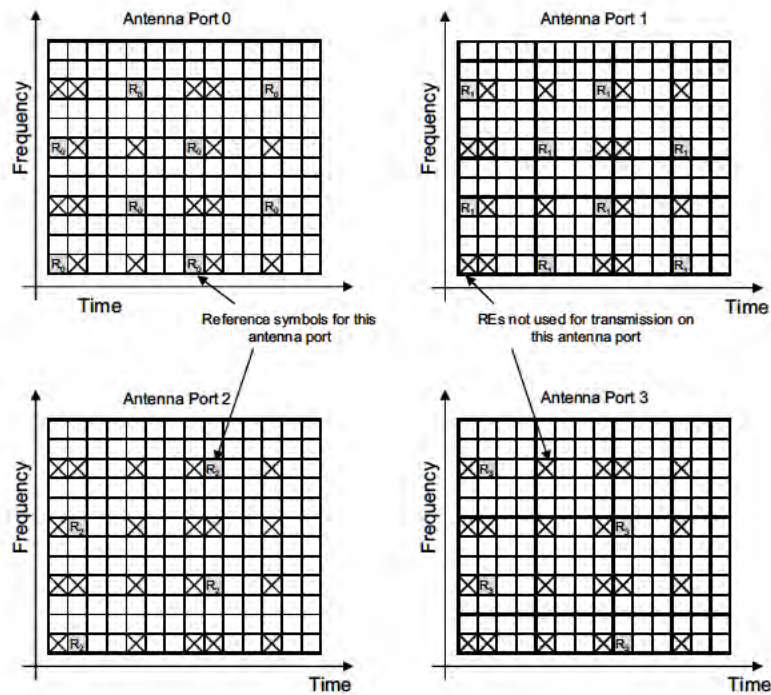 Antenna Port 0
Antenna Port 1
Frequency
R₀ R₀
R₀ R₀
R₀ R₀
R₀ R₀
Time
Frequency
R₁ R₁
R₁ R₁
R₁ R₁
R₁ R₁
Time
Reference symbols for this
antenna port
REs not used for transmission on
this antenna port
Antenna Port 2
Antenna Port 3
Frequency
R₂
R₂
R₂
R₂
Time
Frequency
R₃
R₃
R₃
R₃
Time